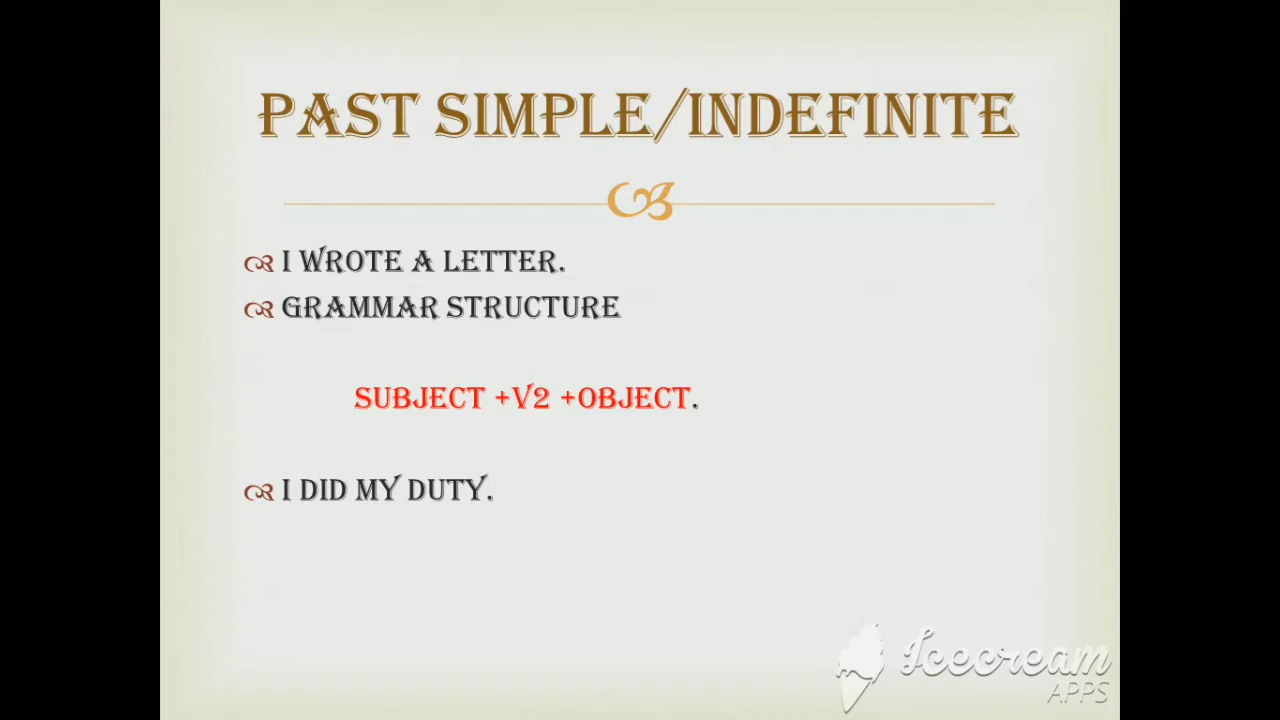 PAST SIMPLE/INDEFINITE
I WROTE A LETTER.
GRAMMAR STRUCTURE
SUBJECT +V2 +OBJECT.
I DID MY DUTY.
Icecream
APPS